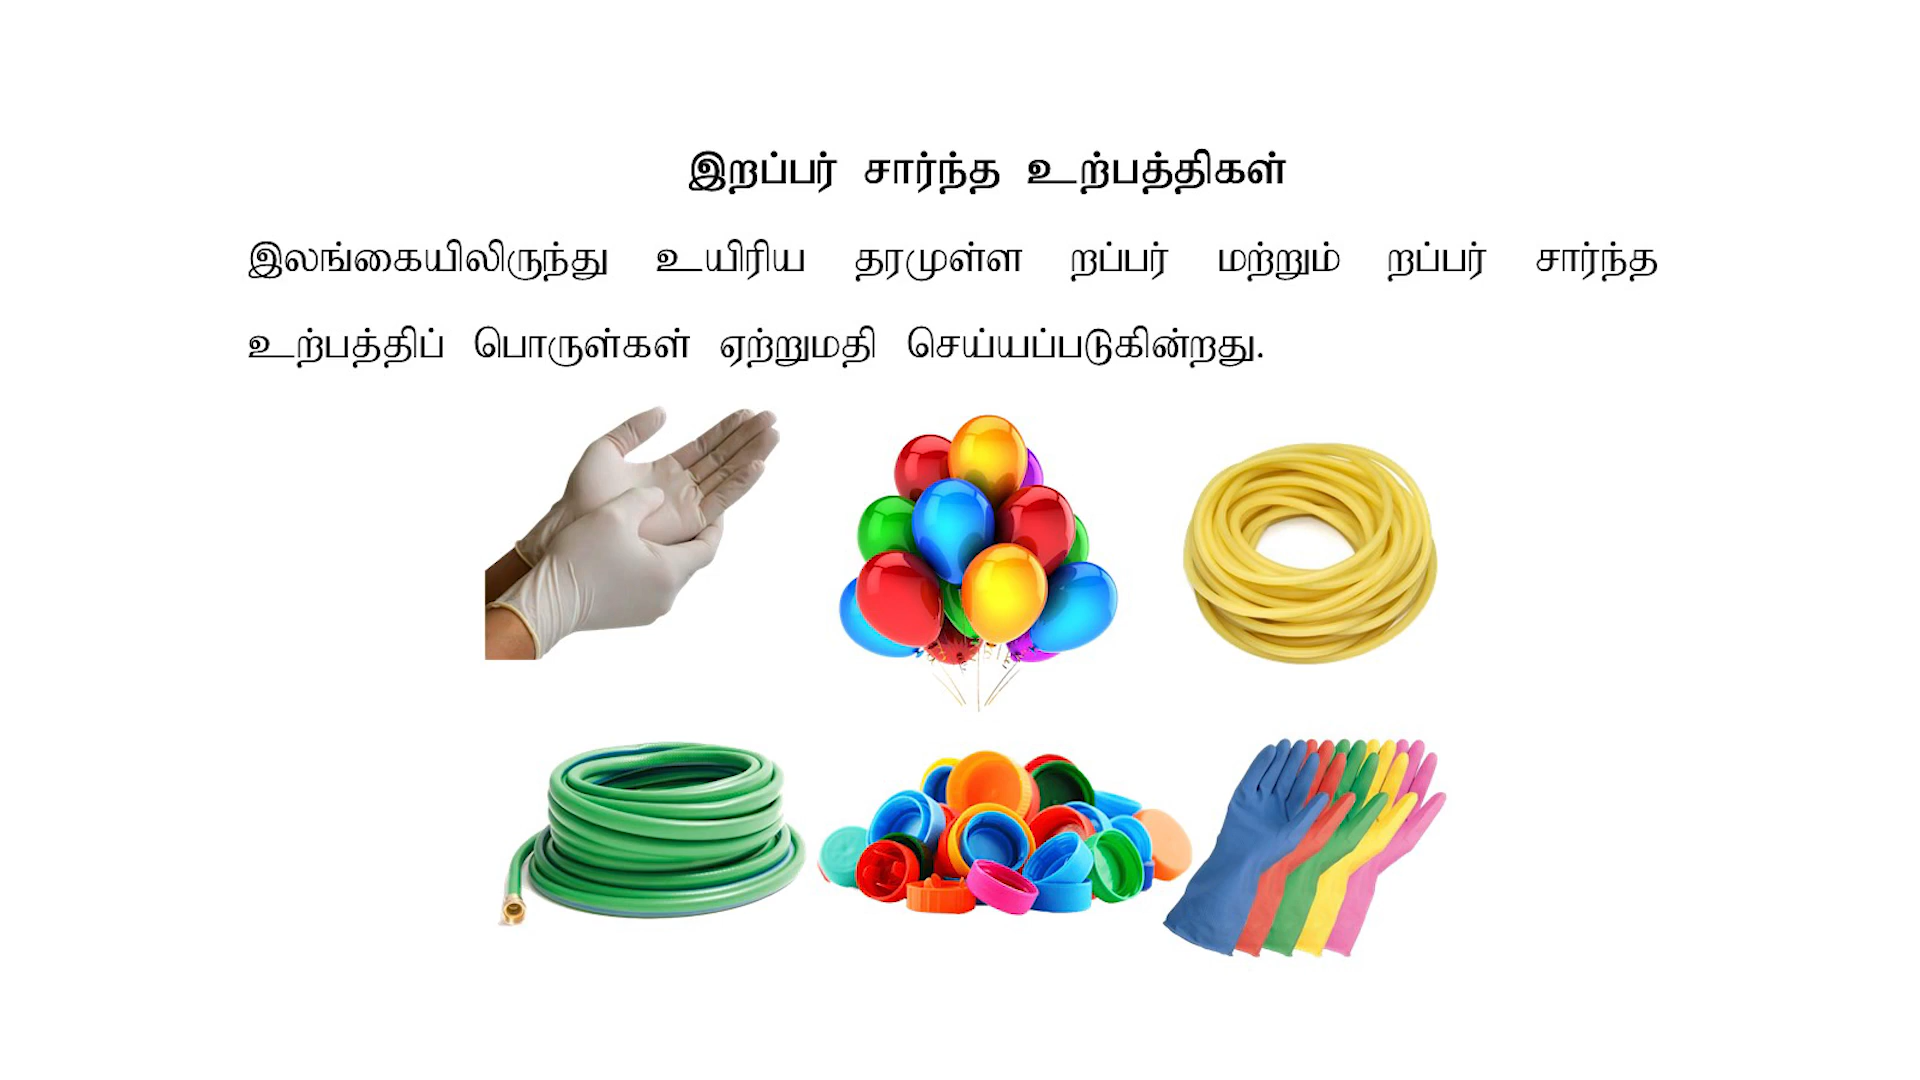 இறப்பர் சார்ந்த உற்பத்திகள்
இலங்கையிலிருந்து உயிரிய தரமுள்ள றப்பர் மற்றும் றப்பர் சார்ந்த
உற்பத்திப் பொருள்கள் ஏற்றுமதி செய்யப்படுகின்றது.